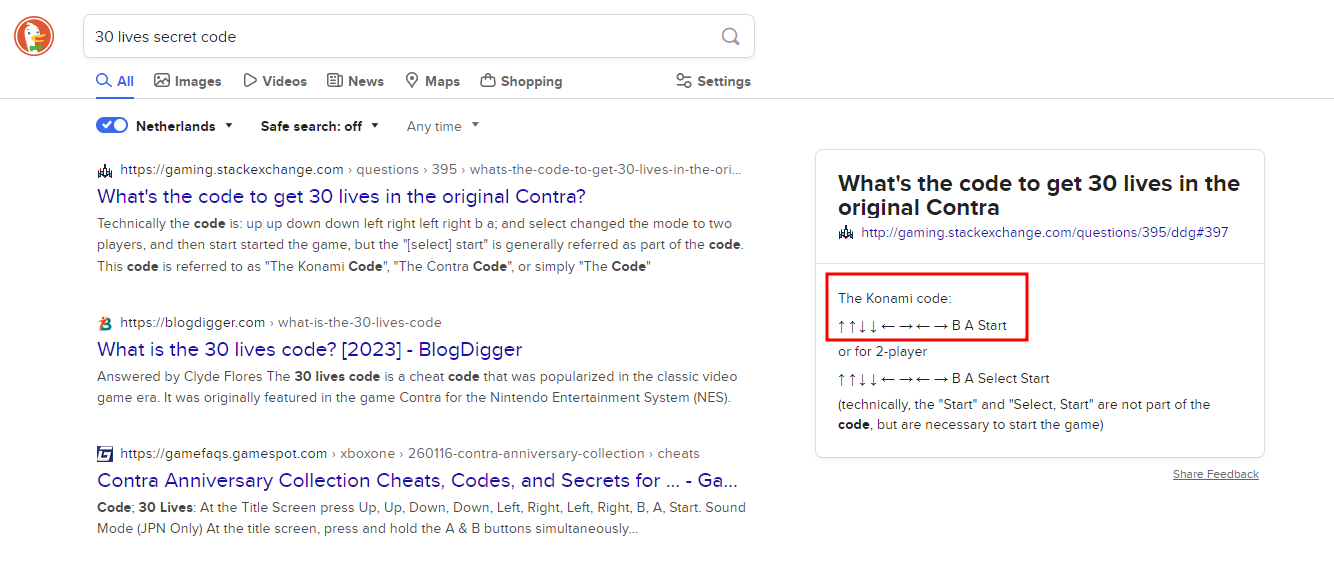 30 lives secret code
All Images Videos News Maps Shopping Settings
Netherlands Safe search: off Any time
https://gaming.stackexchange.com › questions › 395 › whats-the-code-to-get-30-lives-in-the-ori...
What's the code to get 30 lives in the original Contra?
Technically the code is: up up down down left right left right b a; and select changed the mode to two
players, and then start started the game, but the "[select] start" is generally referred as part of the code.
This code is referred to as "The Konami Code", "The Contra Code", or simply "The Code"
https://blogdigger.com › what-is-the-30-lives-code
What is the 30 lives code? [2023] - BlogDigger
Answered by Clyde Flores The 30 lives code is a cheat code that was popularized in the classic video
game era. It was originally featured in the game Contra for the Nintendo Entertainment System (NES).
https://gamefaqs.gamespot.com › xboxone › 260116-contra-anniversary-collection › cheats
Contra Anniversary Collection Cheats, Codes, and Secrets for ... - Ga...
Code; 30 Lives: At the Title Screen press Up, Up, Down, Down, Left, Right, Left, Right, B, A, Start. Sound
Mode (JPN Only) At the title screen, press and hold the A & B buttons simultaneously...
What's the code to get 30 lives in the
original Contra
http://gaming.stackexchange.com/questions/395/ddg#397
The Konami code:
↑↑↓↓←→←→ B A Start
or for 2-player
↑↑↓↓←→←→ B A Select Start
(technically, the "Start" and "Select, Start" are not part of the
code, but are necessary to start the game)
Share Feedback